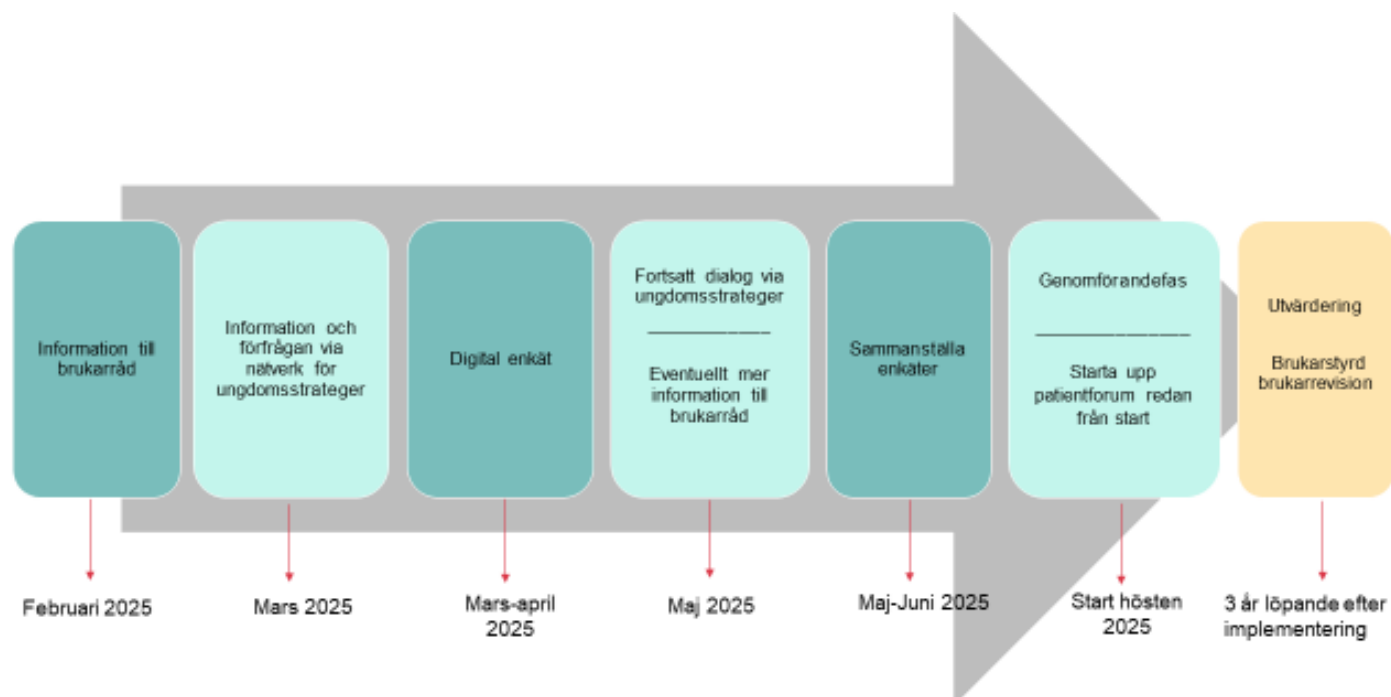 Information till
brukarråd
Februari 2025
Information och
förfrågan via
nätverk för
ungdomsstrateger
Mars 2025
Digital enkät
Mars-april
2025
Fortsatt dialog via
ungdomsstrateger
Eventuellt mer
information till
brukarråd
Maj 2025
Sammanställa
enkäter
Maj-Juni 2025
Genomförandefas
Starta upp
patientforum redan
från start
Start hösten
2025
Utvärdering
Brukarstyrd
brukarrevision
3 år löpande efter
implementering